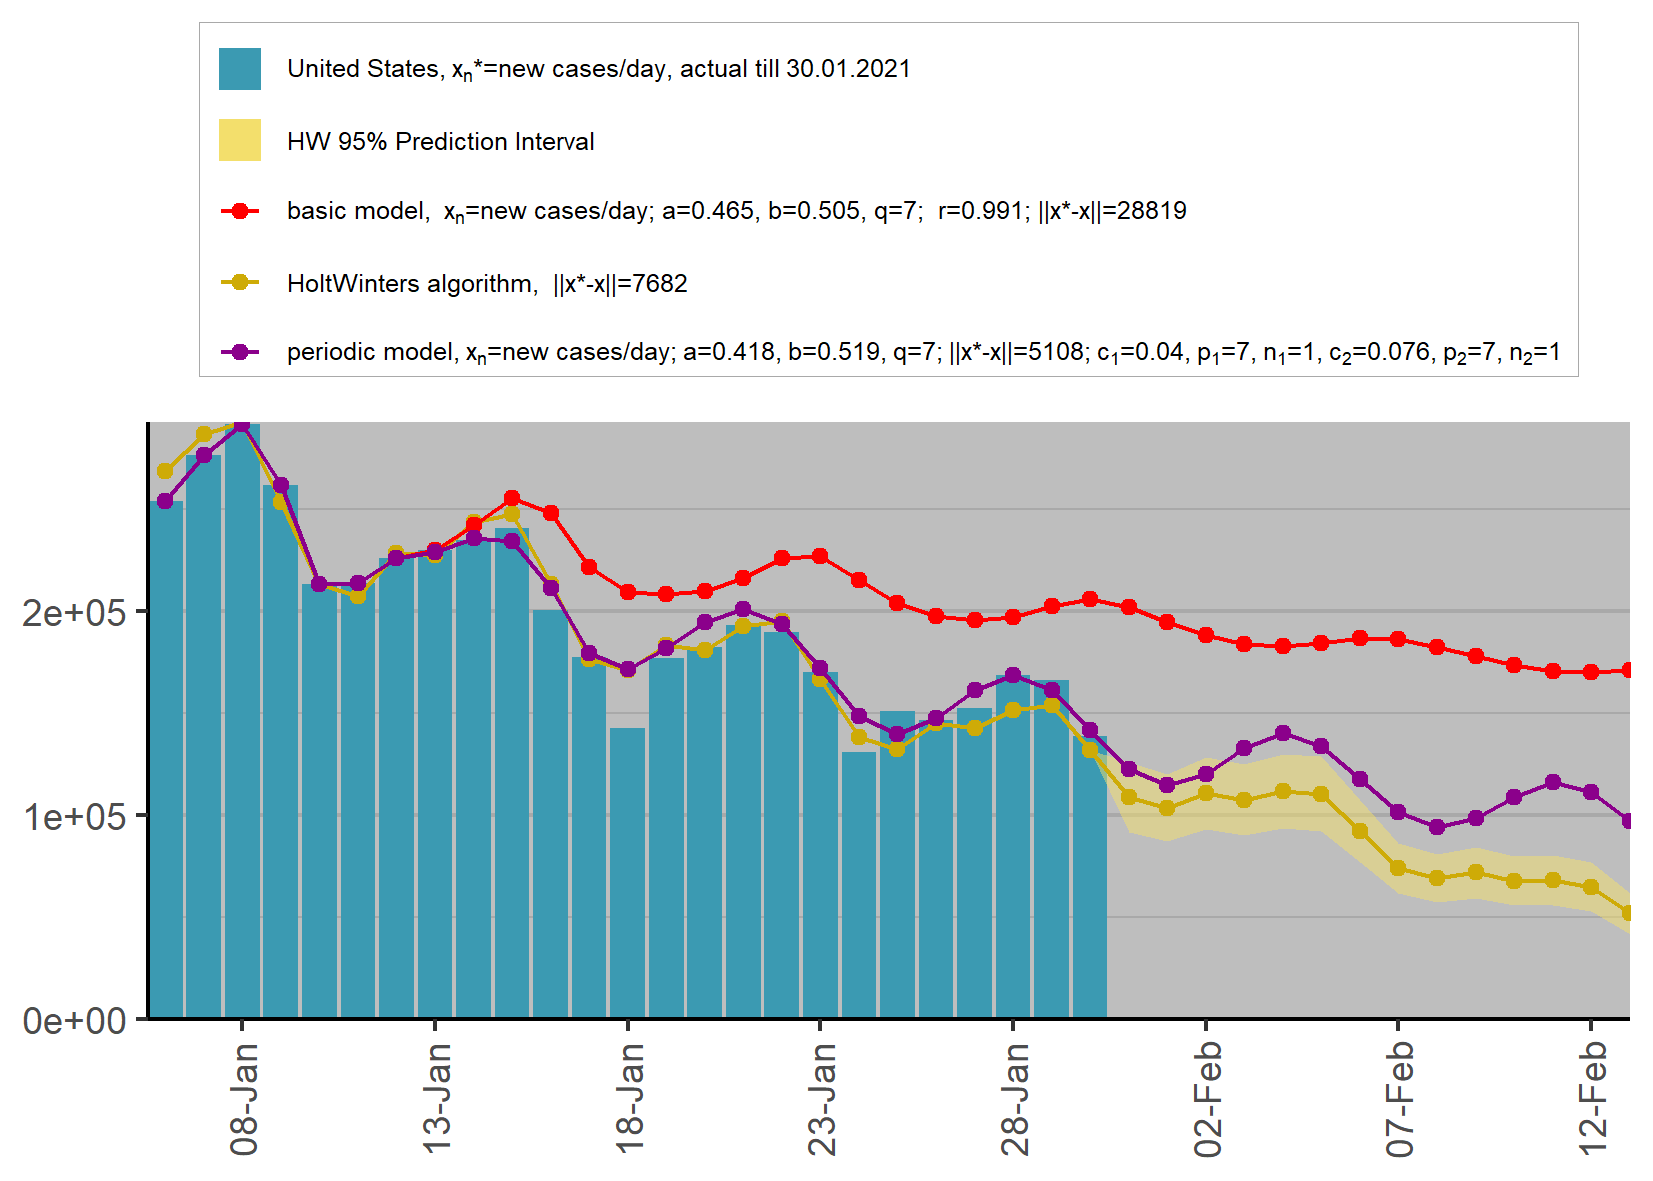 United States, xₙ*=new cases/day, actual till 30.01.2021
HW 95% Prediction Interval
basic model,  xₙ=new cases/day; a=0.465, b=0.505, q=7;  r=0.991; ||x*-x||=28819
HoltWinters algorithm,  ||x*-x||=7682
periodic model, xₙ=new cases/day; a=0.418, b=0.519, q=7; ||x*-x||=5108; c₁=0.04, p₁=7, n₁=1, c₂=0.076, p₂=7, n₂=1
2e+05
1e+05
0e+00
08-Jan
13-Jan
18-Jan
23-Jan
28-Jan
02-Feb
07-Feb
12-Feb